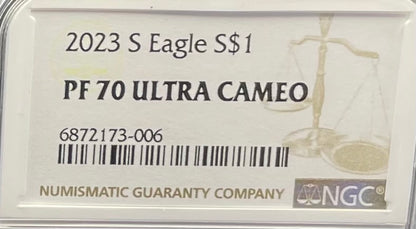 2023 S Eagle S$1
PF 70 ULTRA CAMEO
6872173-006
NUMISMATIC GUARANTY COMPANY NGC®